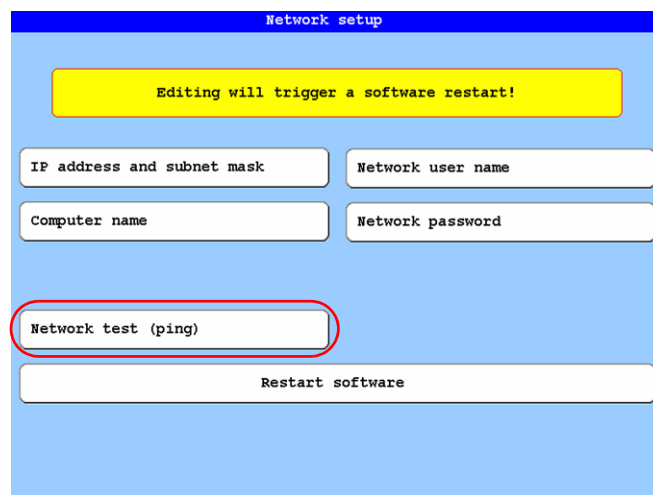 Network setup
Editing will trigger a software restart!
IP address and subnet mask
Network user name
Computer name
Network password
Network test (ping)
Restart software